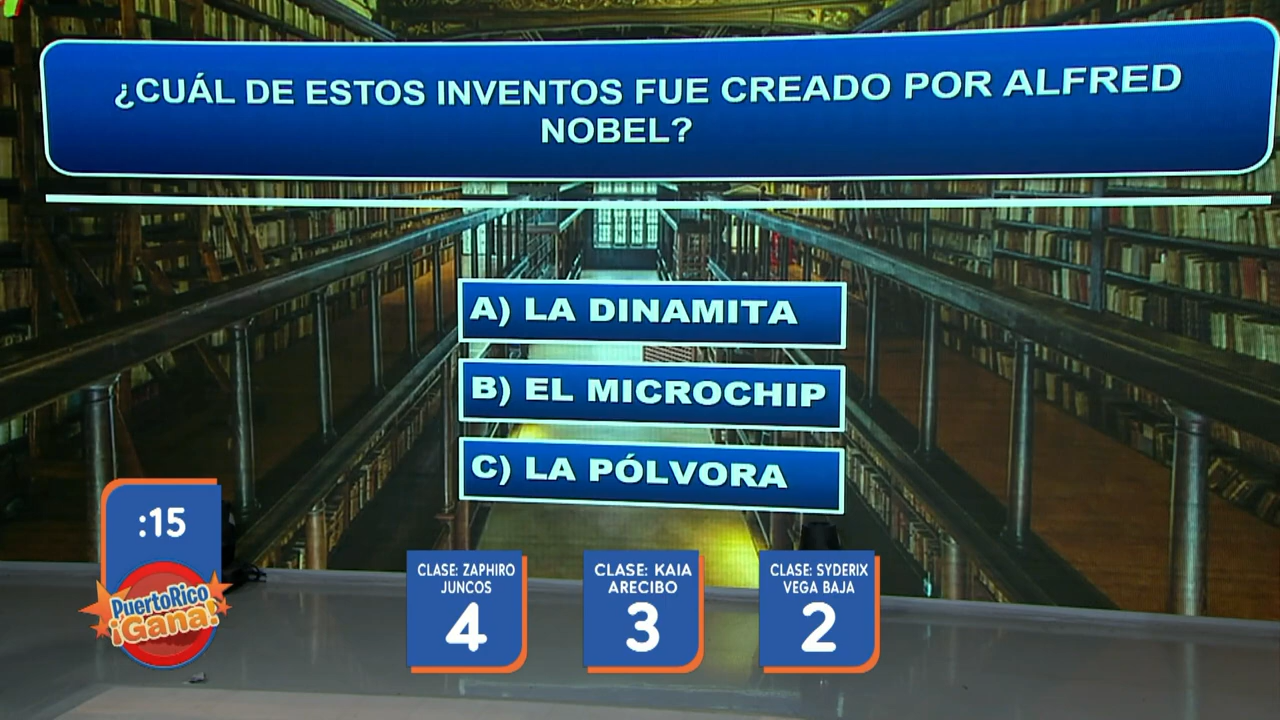 ¿CUÁL DE ESTOS INVENTOS FUE CREADO POR ALFRED
NOBEL?
A) LA DINAMITA
B) EL MICROCHIP
C) LA PÓLVORA
:15
PuertoRico
¡Gana!
CLASE: ZAPHIRO
JUNCOS
4
CLASE: KAIA
ARECIBO
3
CLASE: SYDERIX
VEGA BAJA
2